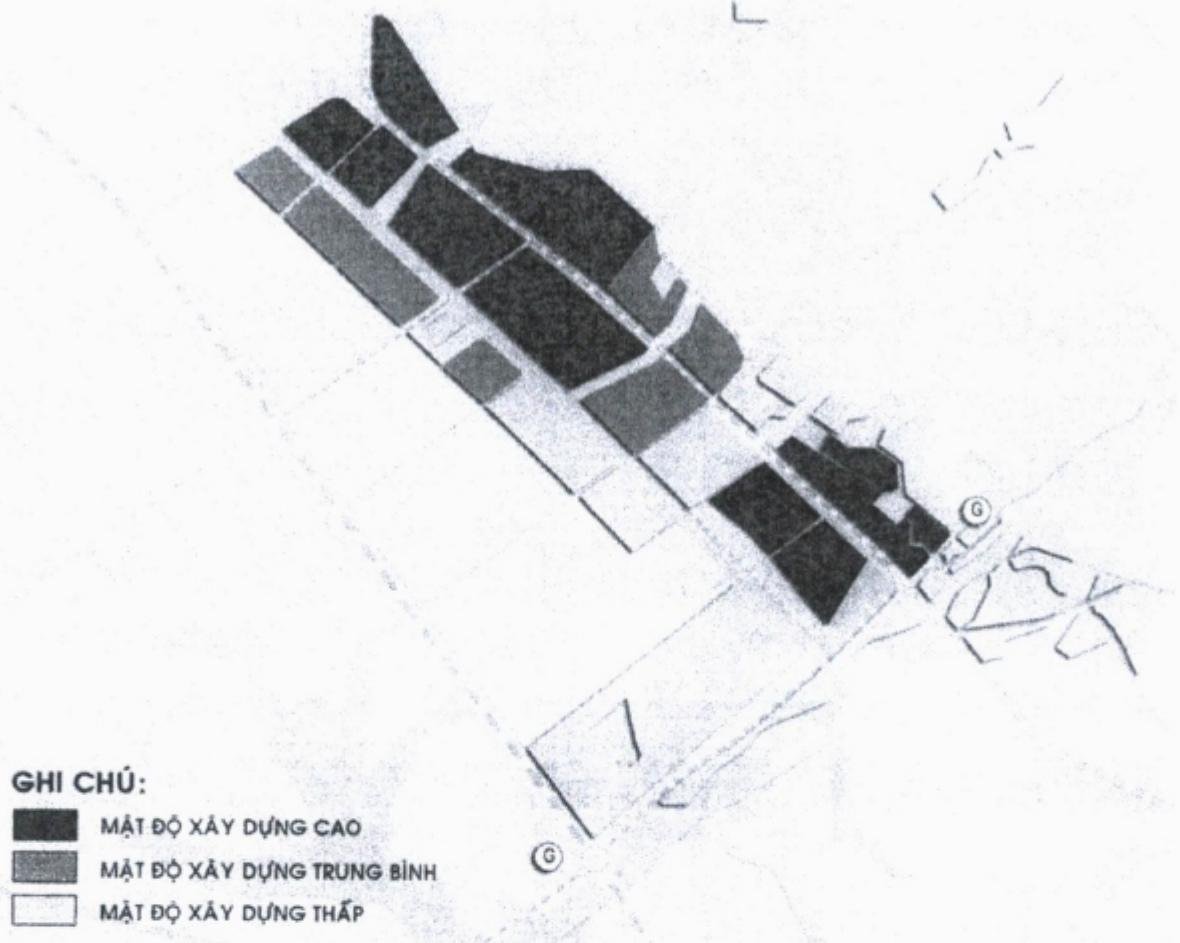 G
G
GHI CHÚ:
MẬT ĐỘ XÂY DỰNG CAO
MẬT ĐỘ XÂY DỰNG TRUNG BÌNH
MẬT ĐỘ XÂY DỰNG THẤP